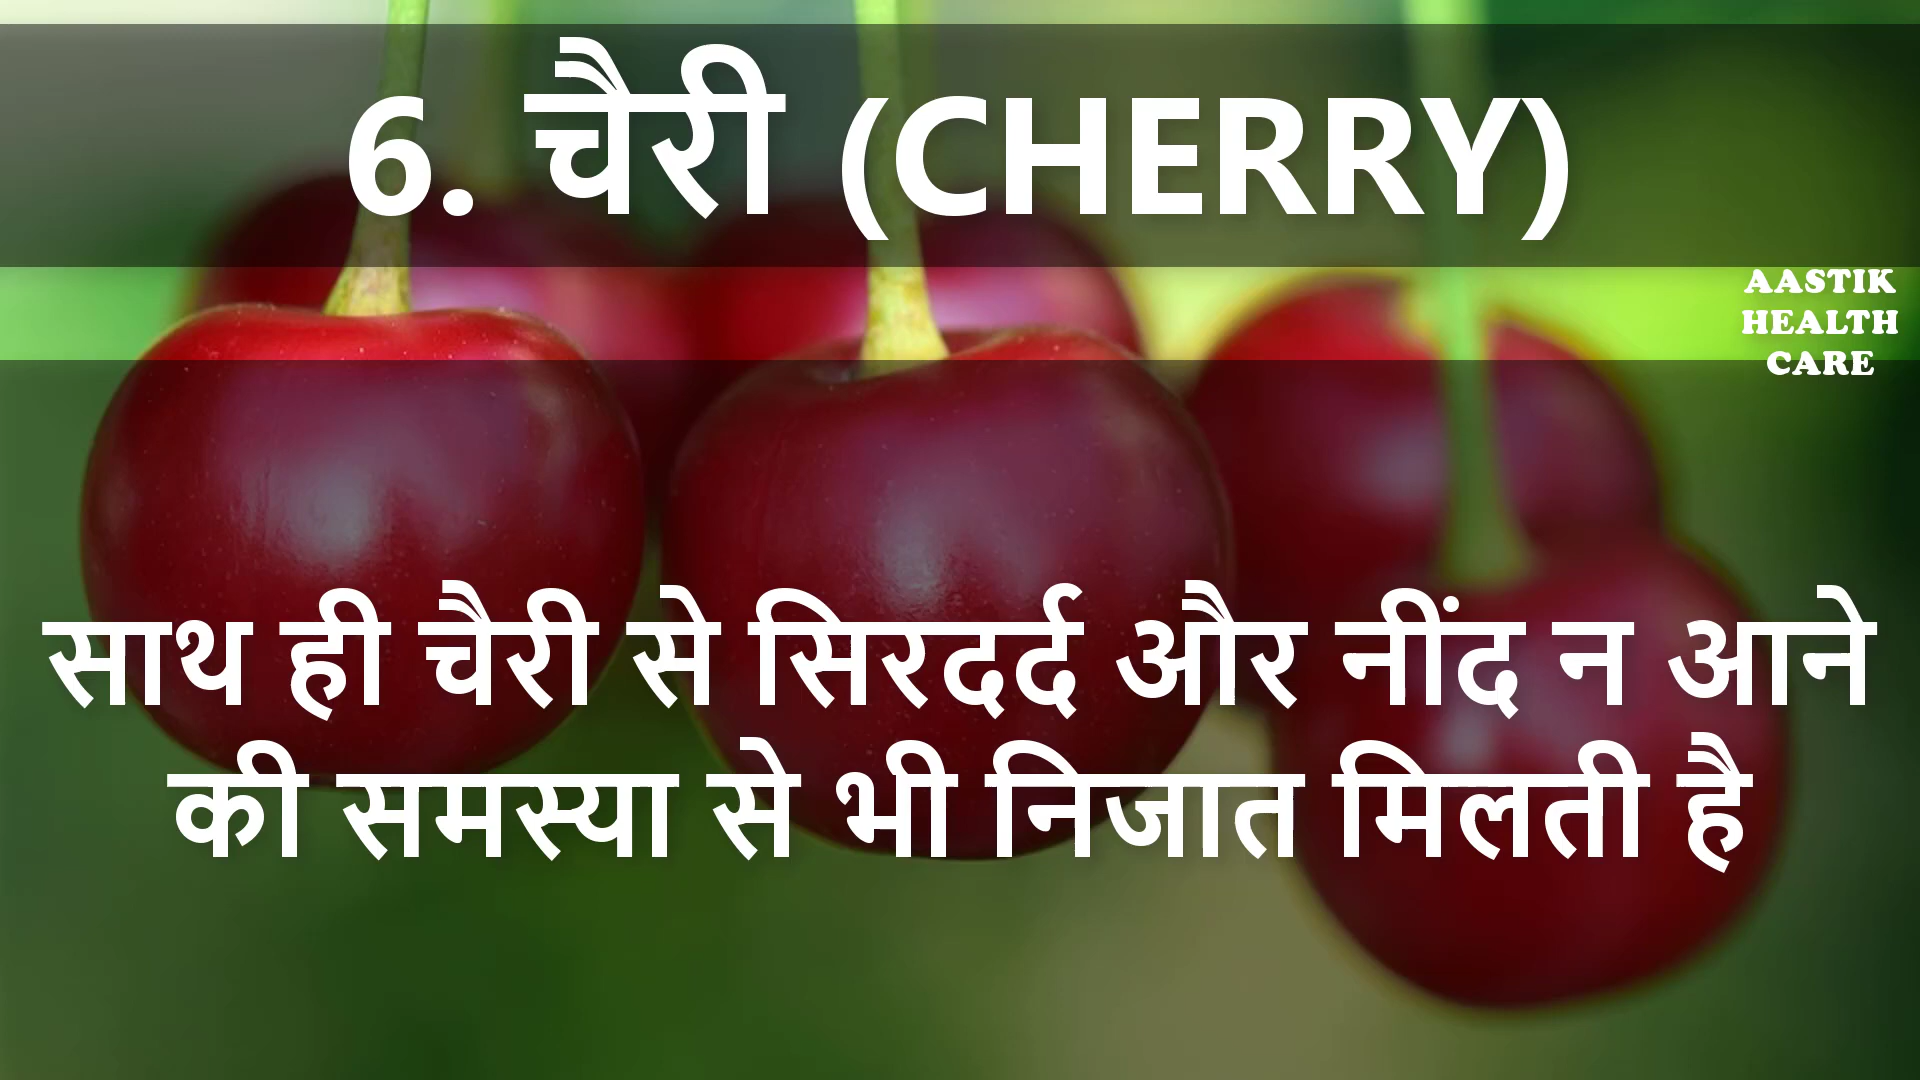 6. चैरी (CHERRY)
AASTIK
HEALTH
CARE
साथ ही चैरी से सिरदर्द और नींद न आने
की समस्या से भी निजात मिलती है